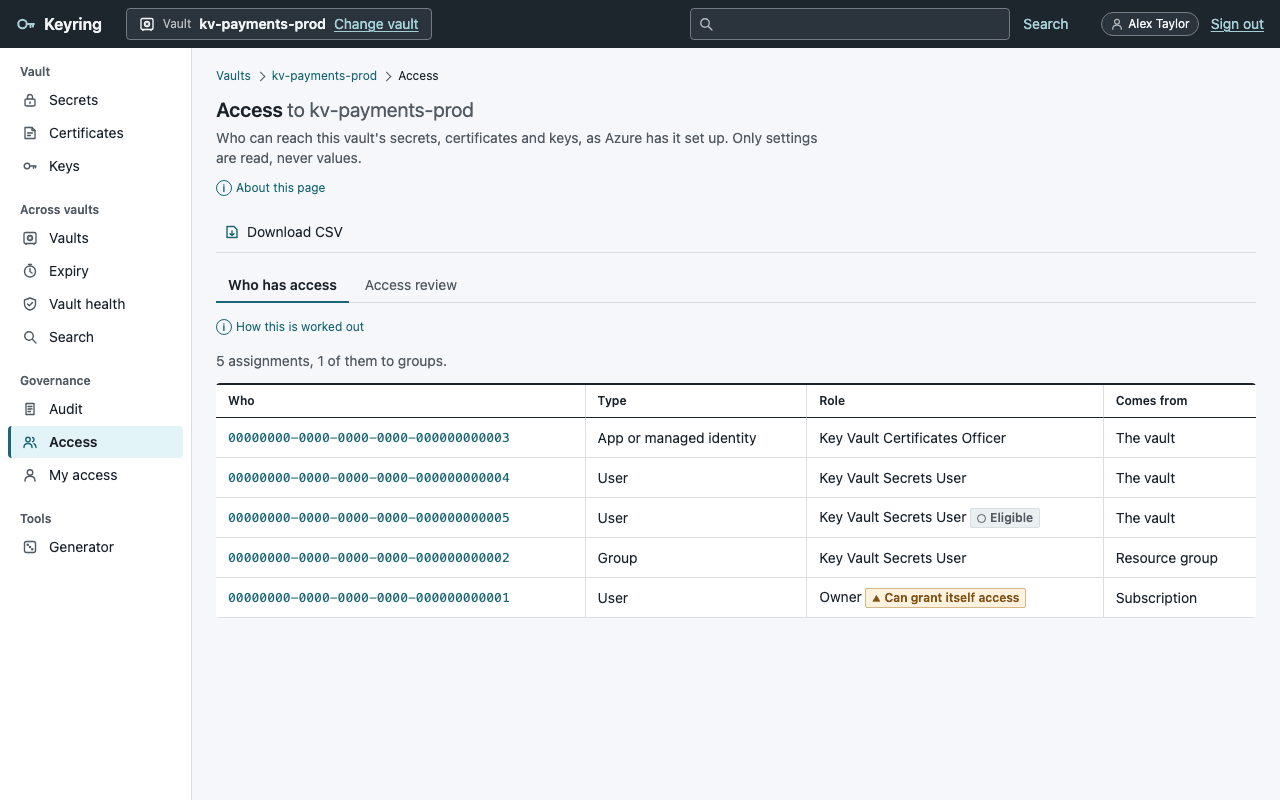 Keyring
Vault kv-payments-prod Change vault
Search
Alex Taylor
Sign out
Vault
Secrets
Certificates
Keys
Across vaults
Vaults
Expiry
Vault health
Search
Governance
Audit
Access
My access
Tools
Generator
Vaults > kv-payments-prod > Access
Access to kv-payments-prod
Who can reach this vault's secrets, certificates and keys, as Azure has it set up. Only settings
are read, never values.
About this page
Download CSV
Who has access Access review
How this is worked out
5 assignments, 1 of them to groups.
Who Type Role Comes from
00000000-0000-0000-0000-000000000003 App or managed identity Key Vault Certificates Officer The vault
00000000-0000-0000-0000-000000000004 User Key Vault Secrets User The vault
00000000-0000-0000-0000-000000000005 User Key Vault Secrets User Eligible The vault
00000000-0000-0000-0000-000000000002 Group Key Vault Secrets User Resource group
00000000-0000-0000-0000-000000000001 User Owner Can grant itself access Subscription